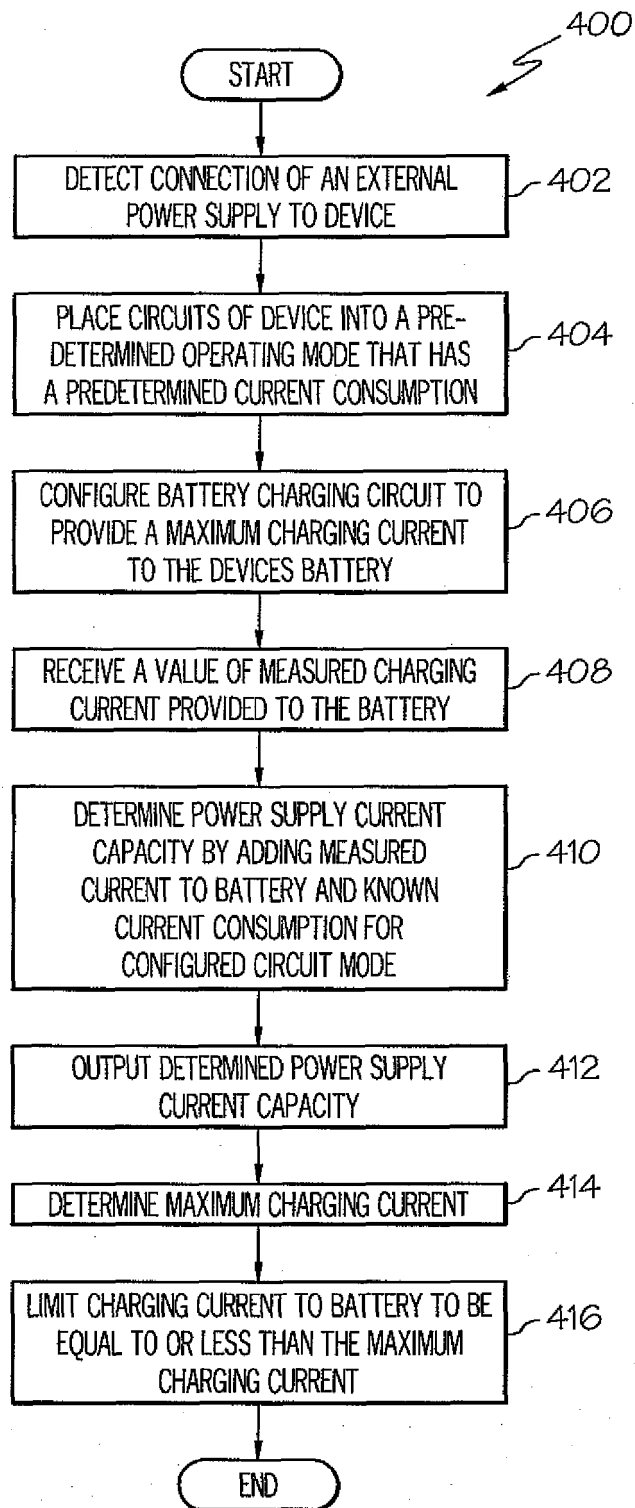 400
START
DETECT CONNECTION OF AN EXTERNAL
POWER SUPPLY TO DEVICE
402
PLACE CIRCUITS OF DEVICE INTO A PRE-
DETERMINED OPERATING MODE THAT HAS
A PREDETERMINED CURRENT CONSUMPTION
404
CONFIGURE BATTERY CHARGING CIRCUIT TO
PROVIDE A MAXIMUM CHARGING CURRENT
TO THE DEVICES BATTERY
406
RECEIVE A VALUE OF MEASURED CHARGING
CURRENT PROVIDED TO THE BATTERY
408
DETERMINE POWER SUPPLY CURRENT
CAPACITY BY ADDING MEASURED
CURRENT TO BATTERY AND KNOWN
CURRENT CONSUMPTION FOR
CONFIGURED CIRCUIT MODE
410
OUTPUT DETERMINED POWER SUPPLY
CURRENT CAPACITY
412
DETERMINE MAXIMUM CHARGING CURRENT
414
LIMIT CHARGING CURRENT TO BATTERY TO BE
EQUAL TO OR LESS THAN THE MAXIMUM
CHARGING CURRENT
416
END